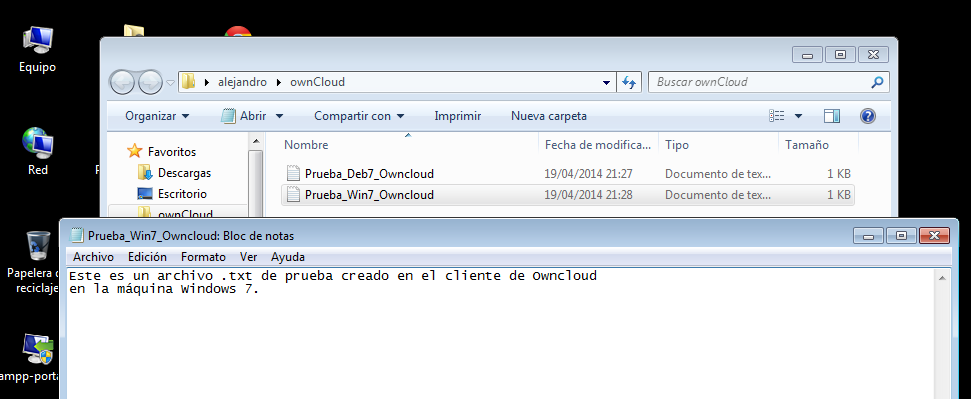 Equipo
alejandro
ownCloud
Buscar ownCloud
Organizar
Abrir
Compartir con
Imprimir
Nueva carpeta
Favoritos
Nombre
Fecha de modifica...
Tipo
Tamaño
Red
Descargas
Prueba_Deb7_Owncloud
19/04/2014 21:27
Documento de tex...
1 KB
Escritorio
Prueba_Win7_Owncloud
19/04/2014 21:28
Documento de tex...
1 KB
ownCloud
Prueba_Win7_Owncloud: Bloc de notas
Archivo Edición Formato Ver Ayuda
Este es un archivo .txt de prueba creado en el cliente de Owncloud
en la máquina Windows 7.
Papelera
reciclaje
ampp-porta